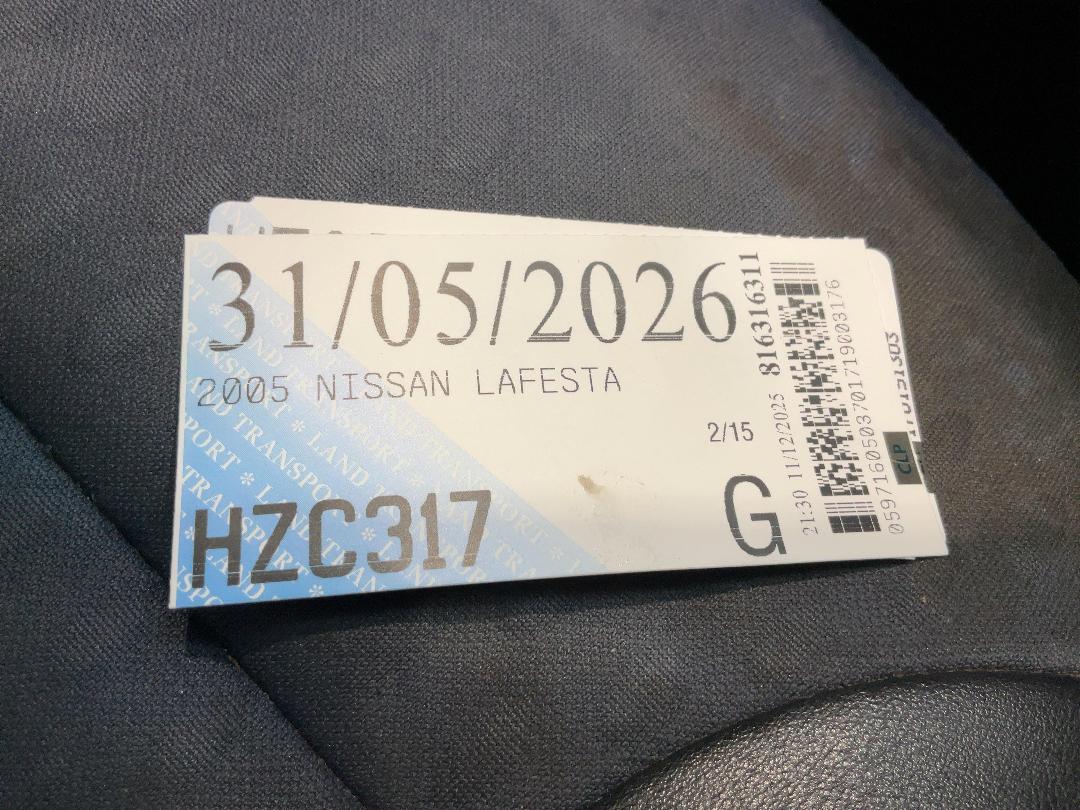 31/05/2026
2005 NISSAN LAFESTA
2/15
HZC317
G
816316311
21:30 11/12/2025
0597160503701719003176
CLP
* LAND TRANSPORT *